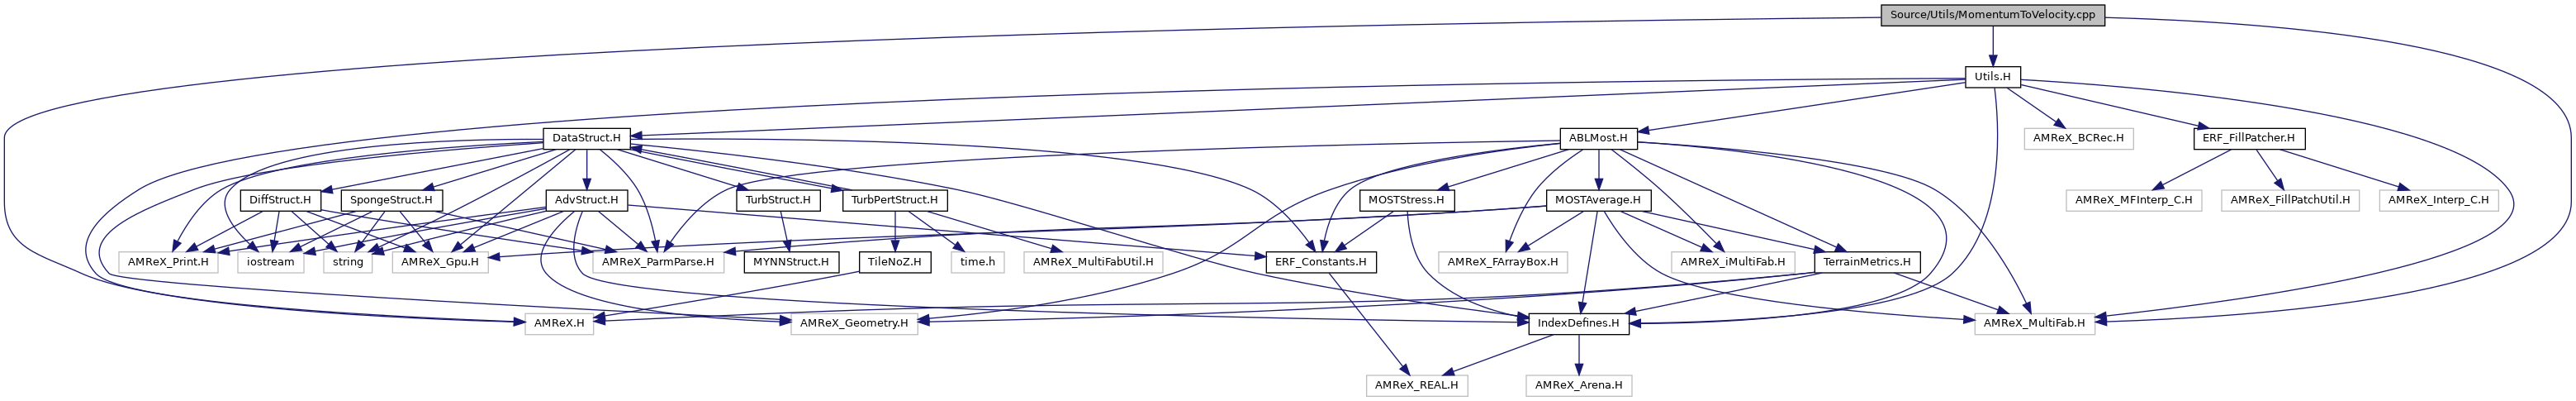 Source/Utils/MomentumToVelocity.cpp
Utils.H
DataStruct.H
ABLMost.H
AMReX_BCRec.H
ERF_FillPatcher.H
DiffStruct.H
SpongeStruct.H
AdvStruct.H
TurbStruct.H
TurbPertStruct.H
MOSTStress.H
MOSTAverage.H
AMReX_MFInterp_C.H
AMReX_FillPatchUtil.H
AMReX_Interp_C.H
AMReX_Print.H
iostream
string
AMReX_Gpu.H
AMReX_ParmParse.H
MYNNStruct.H
TileNoZ.H
time.h
AMReX_MultiFabUtil.H
ERF_Constants.H
AMReX_FArrayBox.H
AMReX_iMultiFab.H
TerrainMetrics.H
AMReX.H
AMReX_Geometry.H
IndexDefines.H
AMReX_MultiFab.H
AMReX_REAL.H
AMReX_Arena.H